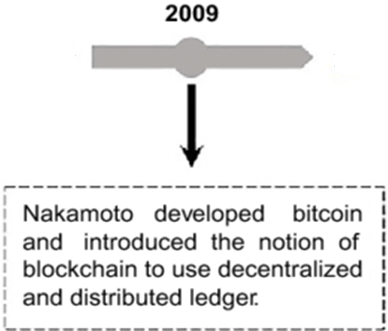 2009
Nakamoto developed bitcoin
and introduced the notion of
blockchain to use decentralized
and distributed ledger.